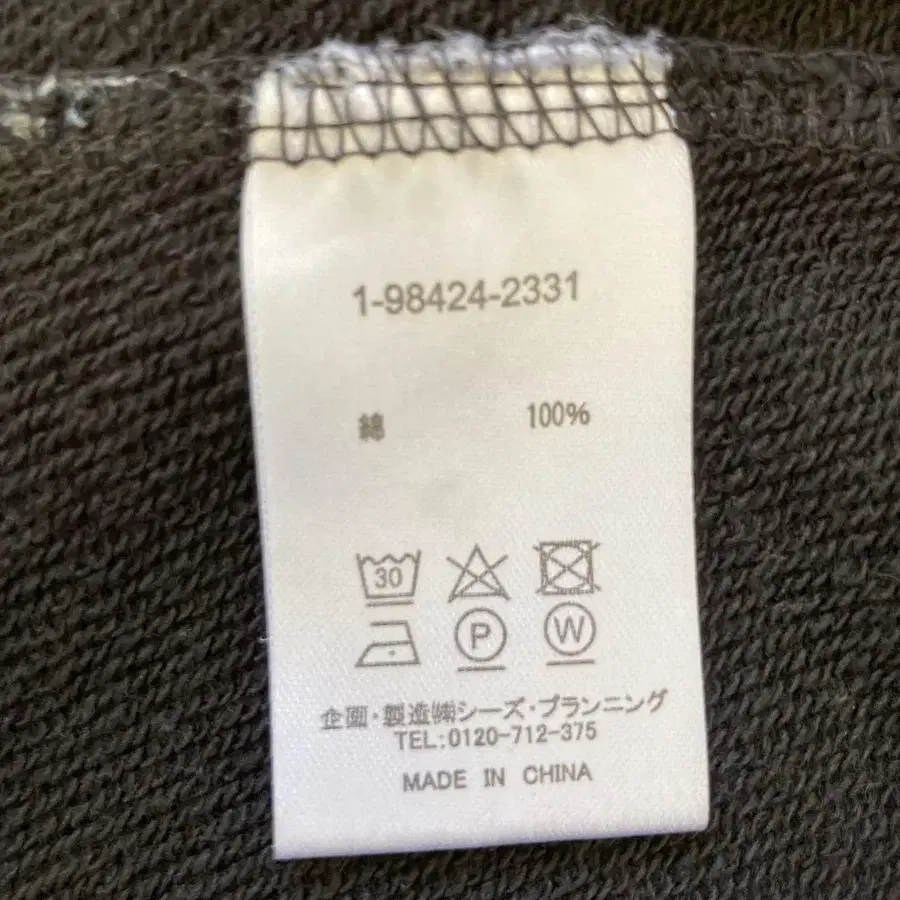 1-98424-2331
綿 100%
30
P W
企画・製造㈱シーズ・プランニング
TEL:0120-712-375
MADE IN CHINA